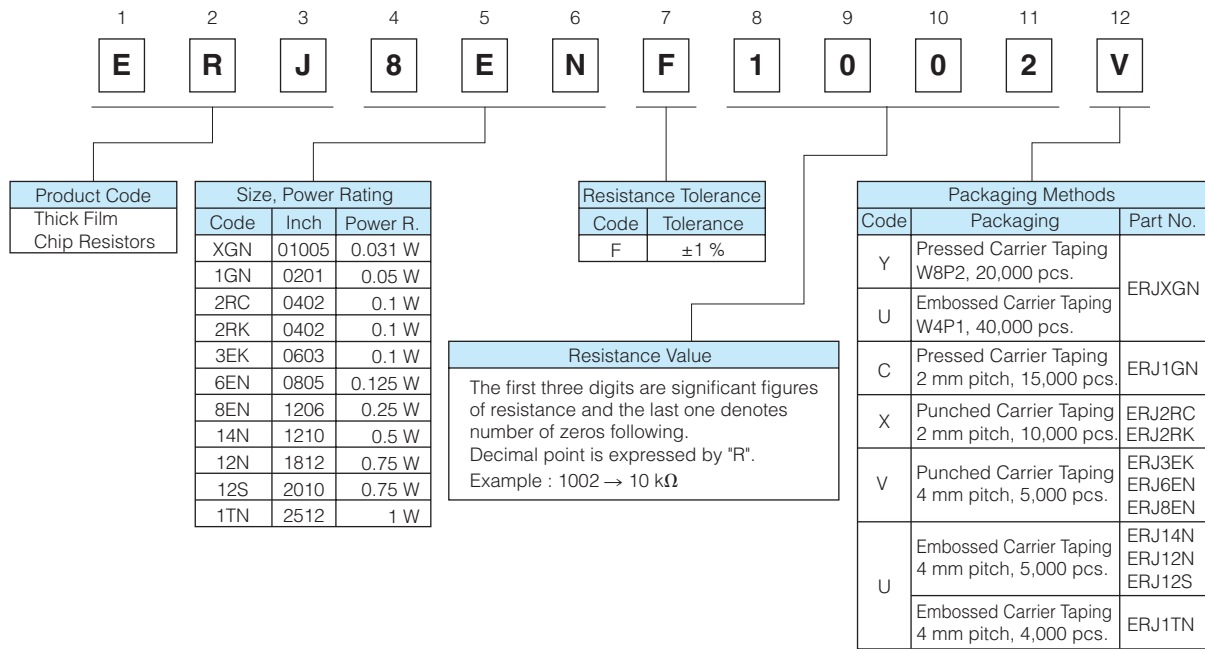 1 2 3 4 5 6 7 8 9 10 11 12
E R J 8 E N F 1 0 0 2 V
Product Code
Thick Film
Chip Resistors
Size, Power Rating
Code Inch Power R.
XGN 01005 0.031 W
1GN 0201 0.05 W
2RC 0402 0.1 W
2RK 0402 0.1 W
3EK 0603 0.1 W
6EN 0805 0.125 W
8EN 1206 0.25 W
14N 1210 0.5 W
12N 1812 0.75 W
12S 2010 0.75 W
1TN 2512 1 W
Resistance Tolerance
Code Tolerance
F ±1 %
Resistance Value
The first three digits are significant figures
of resistance and the last one denotes
number of zeros following.
Decimal point is expressed by "R".
Example : 1002 → 10 kΩ
Packaging Methods
Code Packaging Part No.
Y Pressed Carrier Taping
W8P2, 20,000 pcs.
ERJXGN
U Embossed Carrier Taping
W4P1, 40,000 pcs.
C Pressed Carrier Taping
2 mm pitch, 15,000 pcs.
ERJ1GN
X Punched Carrier Taping
2 mm pitch, 10,000 pcs.
ERJ2RC
ERJ2RK
V Punched Carrier Taping
4 mm pitch, 5,000 pcs.
ERJ3EK
ERJ6EN
ERJ8EN
U Embossed Carrier Taping
4 mm pitch, 5,000 pcs.
ERJ14N
ERJ12N
ERJ12S
Embossed Carrier Taping
4 mm pitch, 4,000 pcs.
ERJ1TN